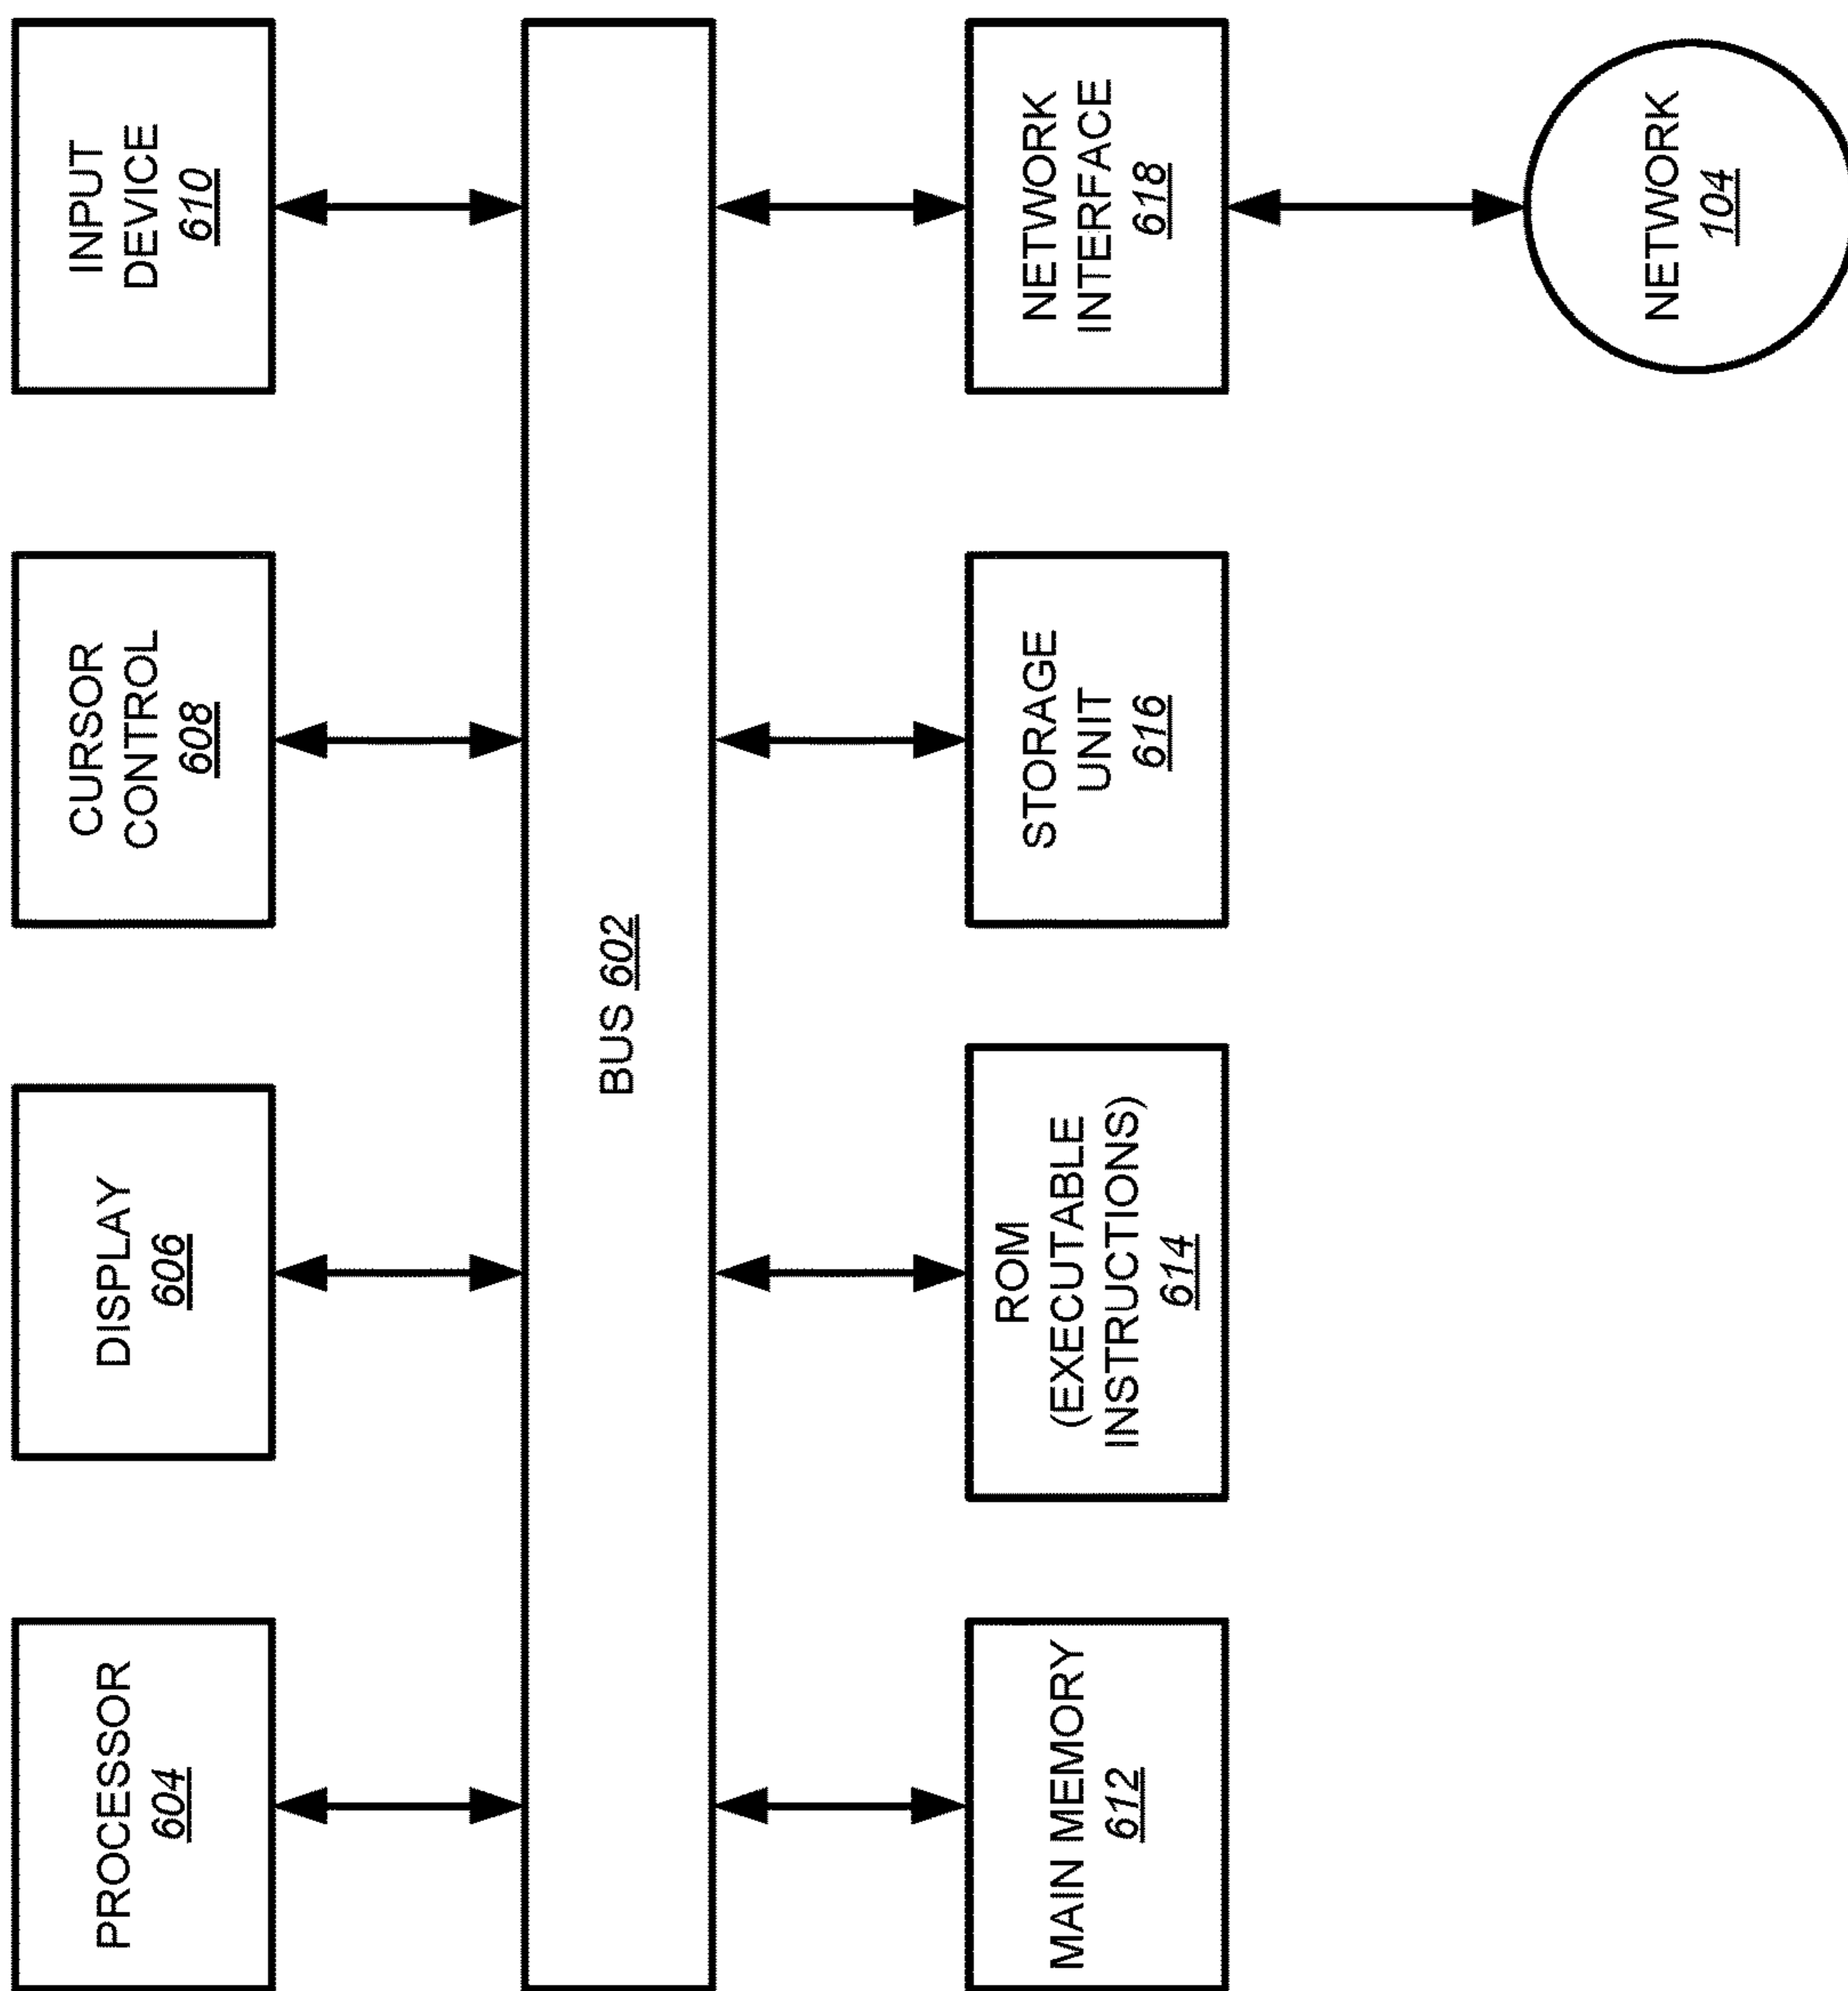 PROCESSOR
604
DISPLAY
606
CURSOR
CONTROL
608
INPUT
DEVICE
610
BUS 602
MAIN MEMORY
612
ROM
(EXECUTABLE
INSTRUCTIONS)
614
STORAGE
UNIT
616
NETWORK
INTERFACE
618
NETWORK
104